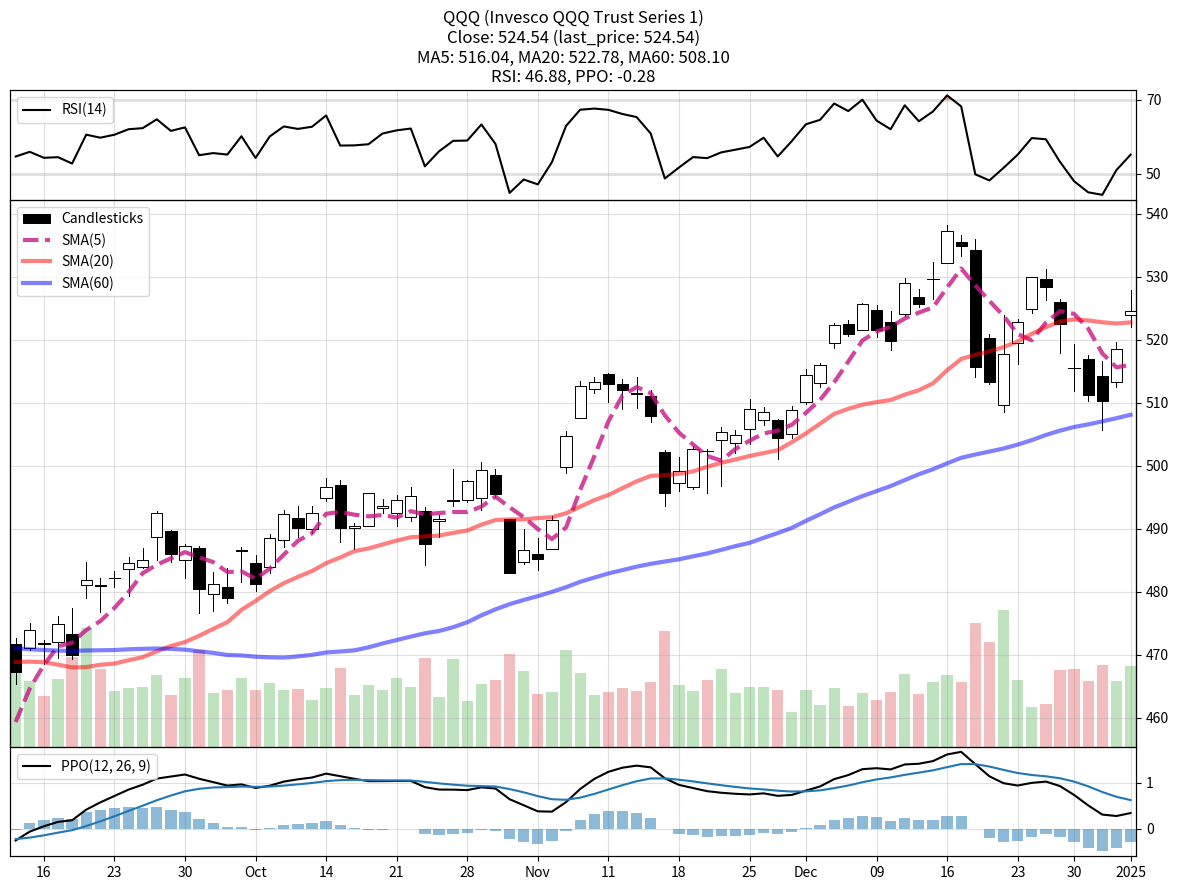 QQQ (Invesco QQQ Trust Series 1)
Close: 524.54 (last_price: 524.54)
MA5: 516.04, MA20: 522.78, MA60: 508.10
RSI: 46.88, PPO: -0.28
RSI(14)
70
50
Candlesticks
SMA(5)
SMA(20)
SMA(60)
540
530
520
510
500
490
480
470
460
PPO(12, 26, 9)
1
0
16 23 30 Oct 14 21 28 Nov 11 18 25 Dec 09 16 23 30 2025